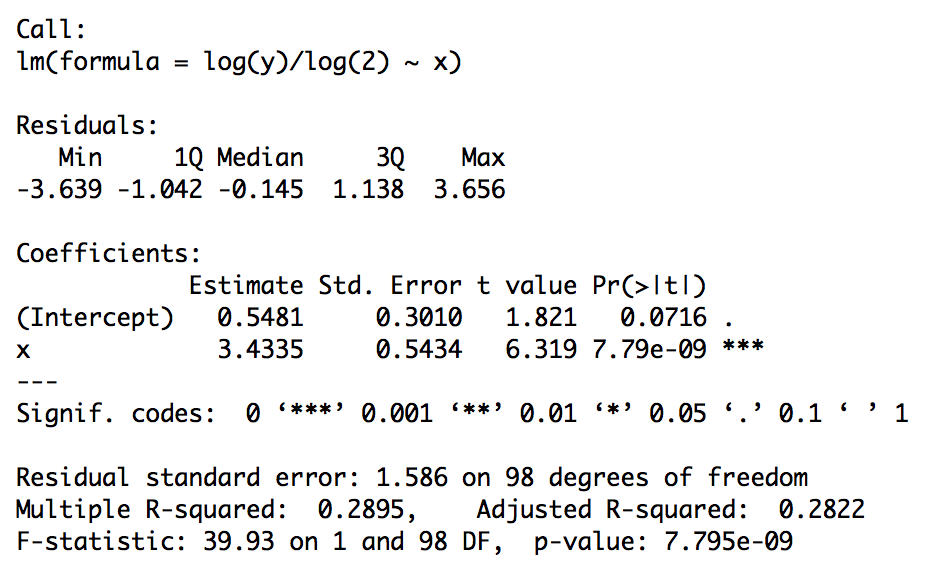 Call:
lm(formula = log(y)/log(2) ~ x)
Residuals:
Min 1Q Median 3Q Max
-3.639 -1.042 -0.145 1.138 3.656
Coefficients:
Estimate Std. Error t value Pr(>|t|)
(Intercept) 0.5481 0.3010 1.821 0.0716 .
x 3.4335 0.5434 6.319 7.79e-09 ***
---
Signif. codes: 0 ‘***’ 0.001 ‘**’ 0.01 ‘*’ 0.05 ‘.’ 0.1 ‘ ’ 1
Residual standard error: 1.586 on 98 degrees of freedom
Multiple R-squared: 0.2895, Adjusted R-squared: 0.2822
F-statistic: 39.93 on 1 and 98 DF, p-value: 7.795e-09